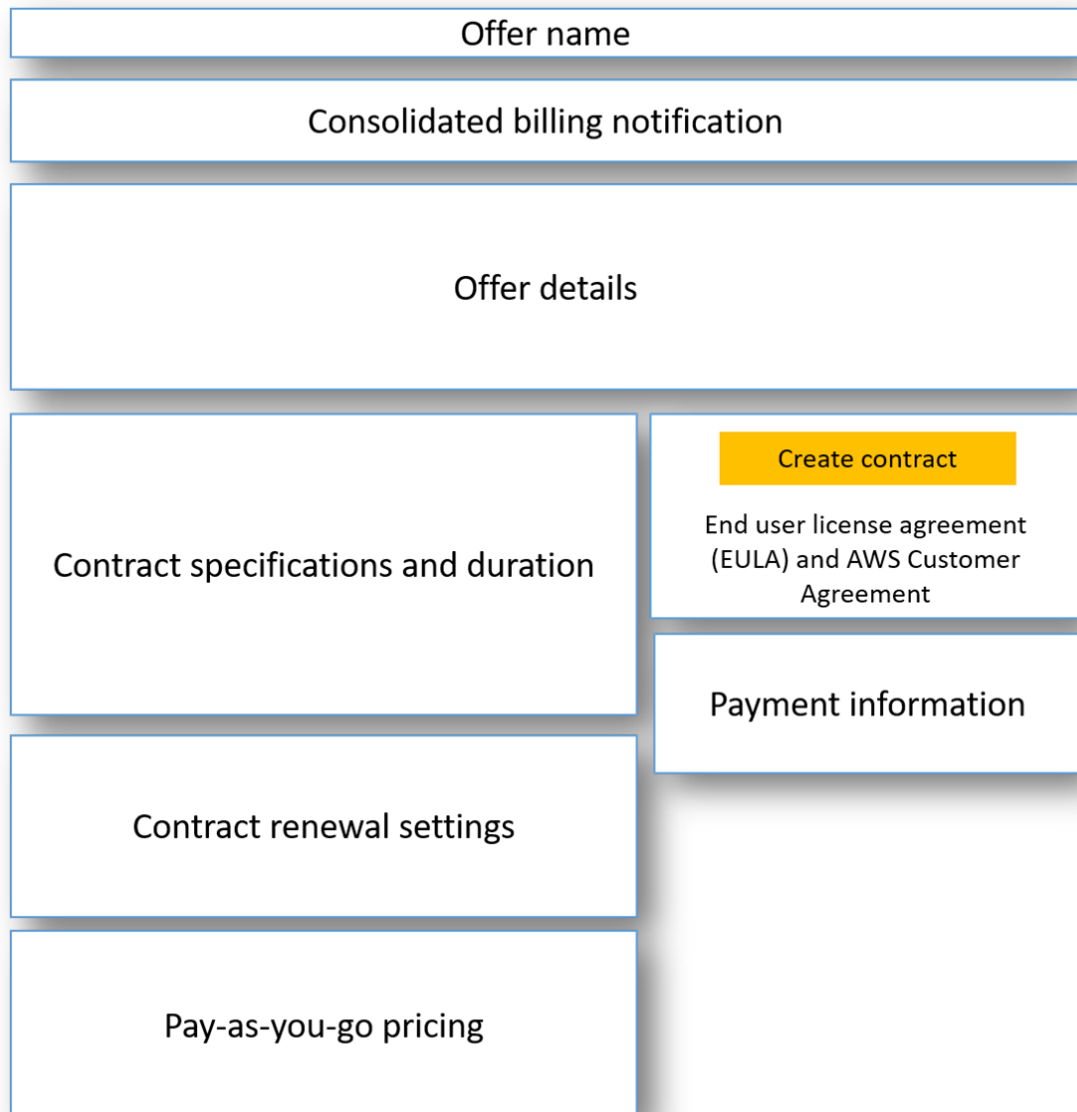 Offer name
Consolidated billing notification
Offer details
Contract specifications and duration
Create contract
End user license agreement
(EULA) and AWS Customer
Agreement
Payment information
Contract renewal settings
Pay-as-you-go pricing